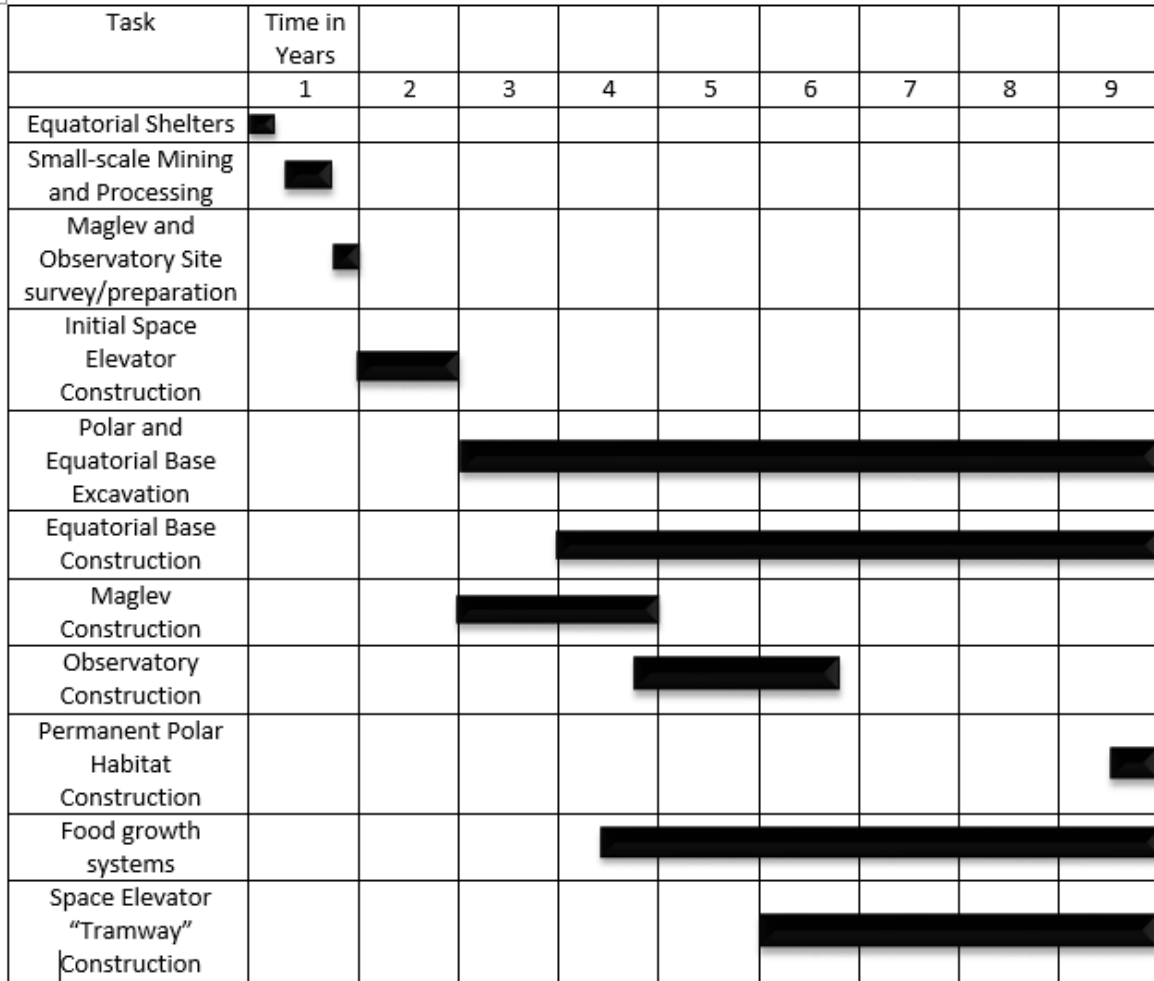 Task
Time in
Years
1 2 3 4 5 6 7 8 9
Equatorial Shelters
Small-scale Mining
and Processing
Maglev and
Observatory Site
survey/preparation
Initial Space
Elevator
Construction
Polar and
Equatorial Base
Excavation
Equatorial Base
Construction
Maglev
Construction
Observatory
Construction
Permanent Polar
Habitat
Construction
Food growth
systems
Space Elevator
“Tramway”
Construction